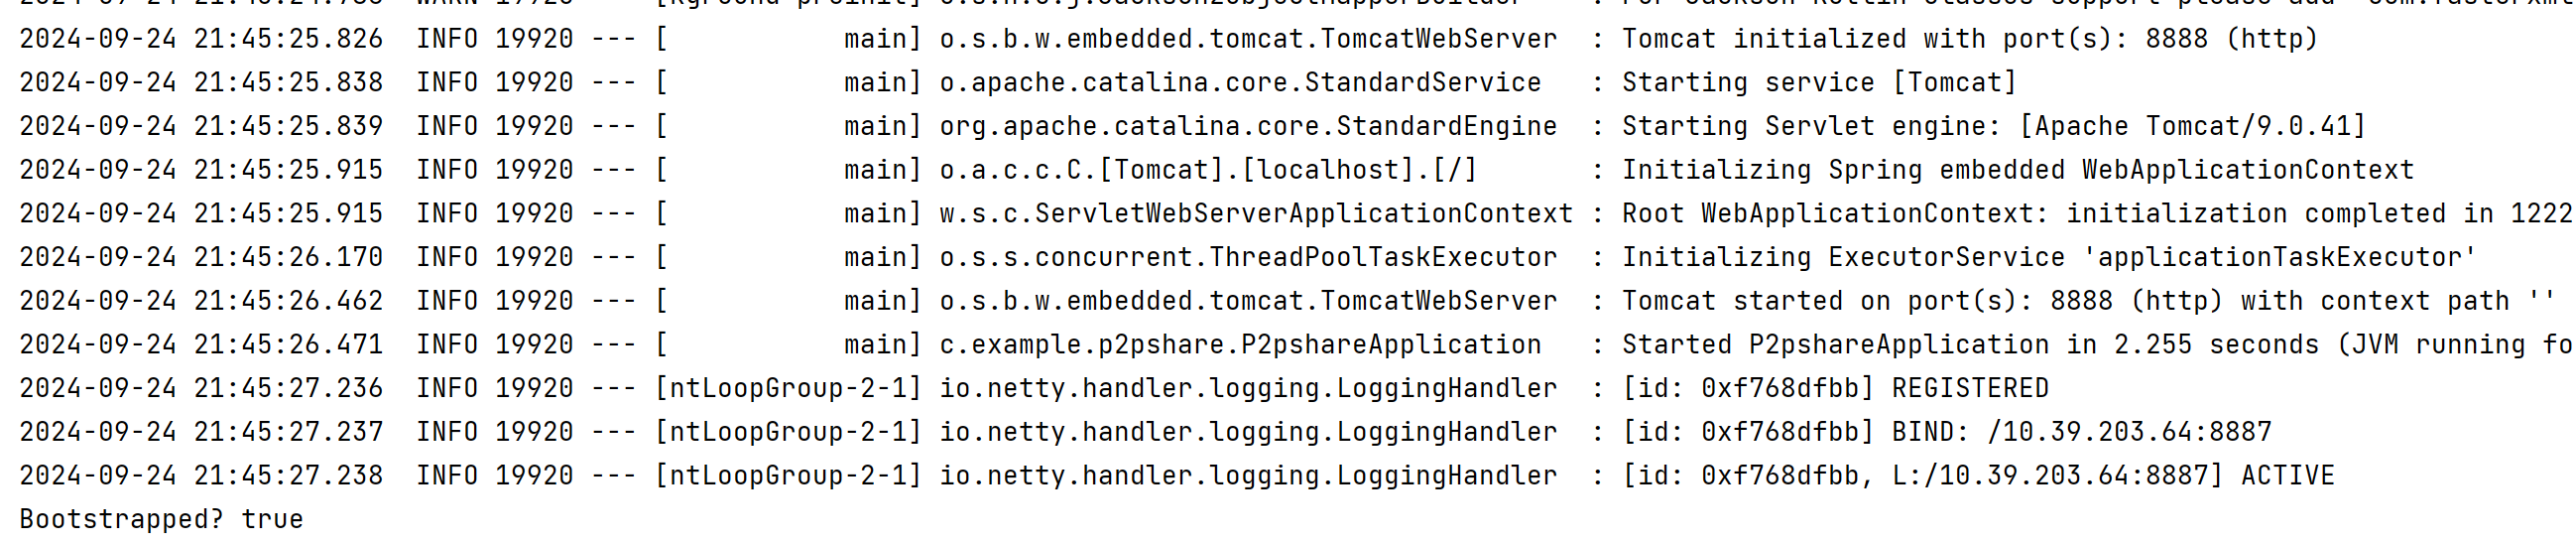 2024-09-24 21:45:25.826  INFO 19920 --- [           main] o.s.b.w.embedded.tomcat.TomcatWebServer  : Tomcat initialized with port(s): 8888 (http)
2024-09-24 21:45:25.838  INFO 19920 --- [           main] o.apache.catalina.core.StandardService   : Starting service [Tomcat]
2024-09-24 21:45:25.839  INFO 19920 --- [           main] org.apache.catalina.core.StandardEngine  : Starting Servlet engine: [Apache Tomcat/9.0.41]
2024-09-24 21:45:25.915  INFO 19920 --- [           main] o.a.c.c.C.[Tomcat].[localhost].[/]       : Initializing Spring embedded WebApplicationContext
2024-09-24 21:45:25.915  INFO 19920 --- [           main] w.s.c.ServletWebServerApplicationContext : Root WebApplicationContext: initialization completed in 1222
2024-09-24 21:45:26.170  INFO 19920 --- [           main] o.s.s.concurrent.ThreadPoolTaskExecutor  : Initializing ExecutorService 'applicationTaskExecutor'
2024-09-24 21:45:26.462  INFO 19920 --- [           main] o.s.b.w.embedded.tomcat.TomcatWebServer  : Tomcat started on port(s): 8888 (http) with context path ''
2024-09-24 21:45:26.471  INFO 19920 --- [           main] c.example.p2pshare.P2pshareApplication   : Started P2pshareApplication in 2.255 seconds (JVM running fo
2024-09-24 21:45:27.236  INFO 19920 --- [ntLoopGroup-2-1] io.netty.handler.logging.LoggingHandler  : [id: 0xf768dfbb] REGISTERED
2024-09-24 21:45:27.237  INFO 19920 --- [ntLoopGroup-2-1] io.netty.handler.logging.LoggingHandler  : [id: 0xf768dfbb] BIND: /10.39.203.64:8887
2024-09-24 21:45:27.238  INFO 19920 --- [ntLoopGroup-2-1] io.netty.handler.logging.LoggingHandler  : [id: 0xf768dfbb, L:/10.39.203.64:8887] ACTIVE
Bootstrapped? true